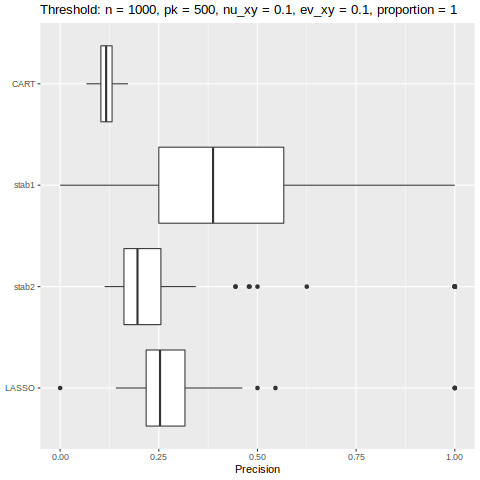 Threshold: n = 1000, pk = 500, nu_xy = 0.1, ev_xy = 0.1, proportion = 1
CART
stab1
stab2
LASSO
0.00 0.25 0.50 0.75 1.00
Precision